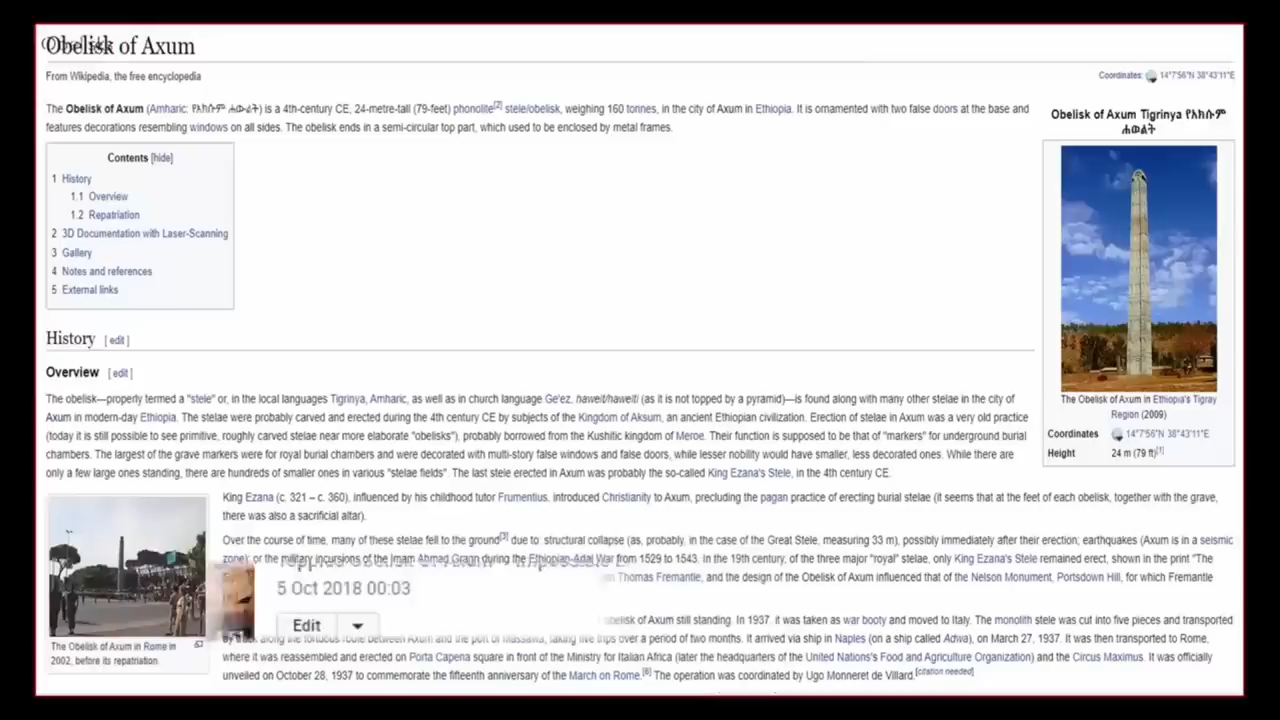 Obelisk of Axum
From Wikipedia, the free encyclopedia
Coordinates: 14°7'56"N 38°43'11"E
The Obelisk of Axum (Amharic: የአክሱም ሐውልት) is a 4th-century CE, 24-metre-tall (79-feet) phonolite[2] stele/obelisk, weighing 160 tonnes, in the city of Axum in Ethiopia. It is ornamented with two false doors at the base and
features decorations resembling windows on all sides. The obelisk ends in a semi-circular top part, which used to be enclosed by metal frames.
Contents [hide]
1 History
1.1 Overview
1.2 Repatriation
2 3D Documentation with Laser-Scanning
3 Gallery
4 Notes and references
5 External links
Obelisk of Axum Tigrinya የአክሱም
ሐወልት
The Obelisk of Axum in Ethiopia's Tigray
Region (2009)
Coordinates 14°7'56"N 38°43'11"E
Height 24 m (79 ft)[1]
History [ edit ]
Overview [ edit ]
The obelisk—properly termed a "stele" or, in the local languages Tigrinya, Amharic, as well as in church language Ge'ez, hawelt/hawelti (as it is not topped by a pyramid)—is found along with many other stelae in the city of
Axum in modern-day Ethiopia. The stelae were probably carved and erected during the 4th century CE by subjects of the Kingdom of Aksum, an ancient Ethiopian civilization. Erection of stelae in Axum was a very old practice
(today it is still possible to see primitive, roughly carved stelae near more elaborate "obelisks"), probably borrowed from the Kushitic kingdom of Meroe. Their function is supposed to be that of "markers" for underground burial
chambers. The largest of the grave markers were for royal burial chambers and were decorated with multi-story false windows and false doors, while lesser nobility would have smaller, less decorated ones. While there are
only a few large ones standing, there are hundreds of smaller ones in various "stelae fields". The last stele erected in Axum was probably the so-called King Ezana's Stele, in the 4th century CE.
King Ezana (c. 321 – c. 360), influenced by his childhood tutor Frumentius, introduced Christianity to Axum, precluding the pagan practice of erecting burial stelae (it seems that at the feet of each obelisk, together with the grave,
there was also a sacrificial altar).
Over the course of time, many of these stelae fell to the ground[3] due to: structural collapse (as, probably, in the case of the Great Stele, measuring 33 m), possibly immediately after their erection; earthquakes (Axum is in a seismic
zone); or the military incursions of the Imam Ahmad Gragn during the Ethiopian-Adal War from 1529 to 1543. In the 19th century, of the three major "royal" stelae, only King Ezana's Stele remained erect, shown in the print "The
Thomas Fremantle, and the design of the Obelisk of Axum influenced that of the Nelson Monument, Portsdown Hill, for which Fremantle
5 Oct 2018 00:03
Edit
of Axum still standing. In 1937, it was taken as war booty and moved to Italy. The monolith stele was cut into five pieces and transported
by truck along the tortuous route between Axum and the port of Massawa, taking five trips over a period of two months. It arrived via ship in Naples (on a ship called Adwa), on March 27, 1937. It was then transported to Rome,
where it was reassembled and erected on Porta Capena square in front of the Ministry for Italian Africa (later the headquarters of the United Nations's Food and Agriculture Organization) and the Circus Maximus. It was officially
unveiled on October 28, 1937 to commemorate the fifteenth anniversary of the March on Rome.[6] The operation was coordinated by Ugo Monneret de Villard.[citation needed]
The Obelisk of Axum in Rome in
2002, before its repatriation.